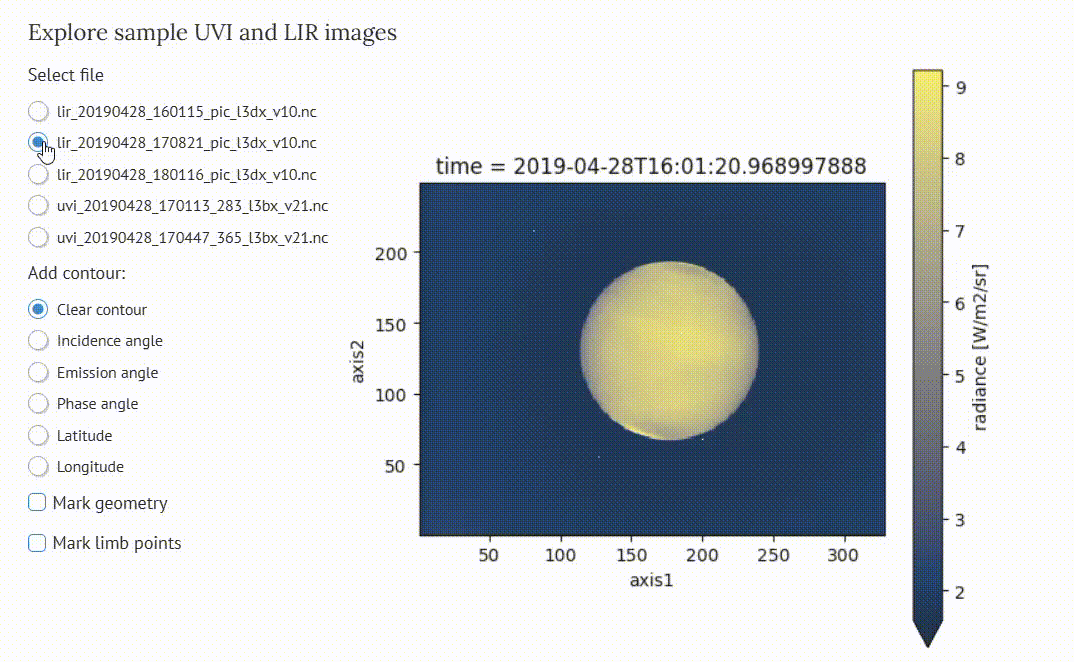 Explore sample UVI and LIR images
Select file
lir_20190428_160115_pic_l3dx_v10.nc
lir_20190428_170821_pic_l3dx_v10.nc
lir_20190428_180116_pic_l3dx_v10.nc
uvi_20190428_170113_283_l3bx_v21.nc
uvi_20190428_170447_365_l3bx_v21.nc
Add contour:
Clear contour
Incidence angle
Emission angle
Phase angle
Latitude
Longitude
Mark geometry
Mark limb points
time = 2019-04-28T16:01:20.968997888
200
150
100
50
axis2
50 100 150 200 250 300
axis1
9
8
7
6
5
4
3
2
radiance [W/m2/sr]